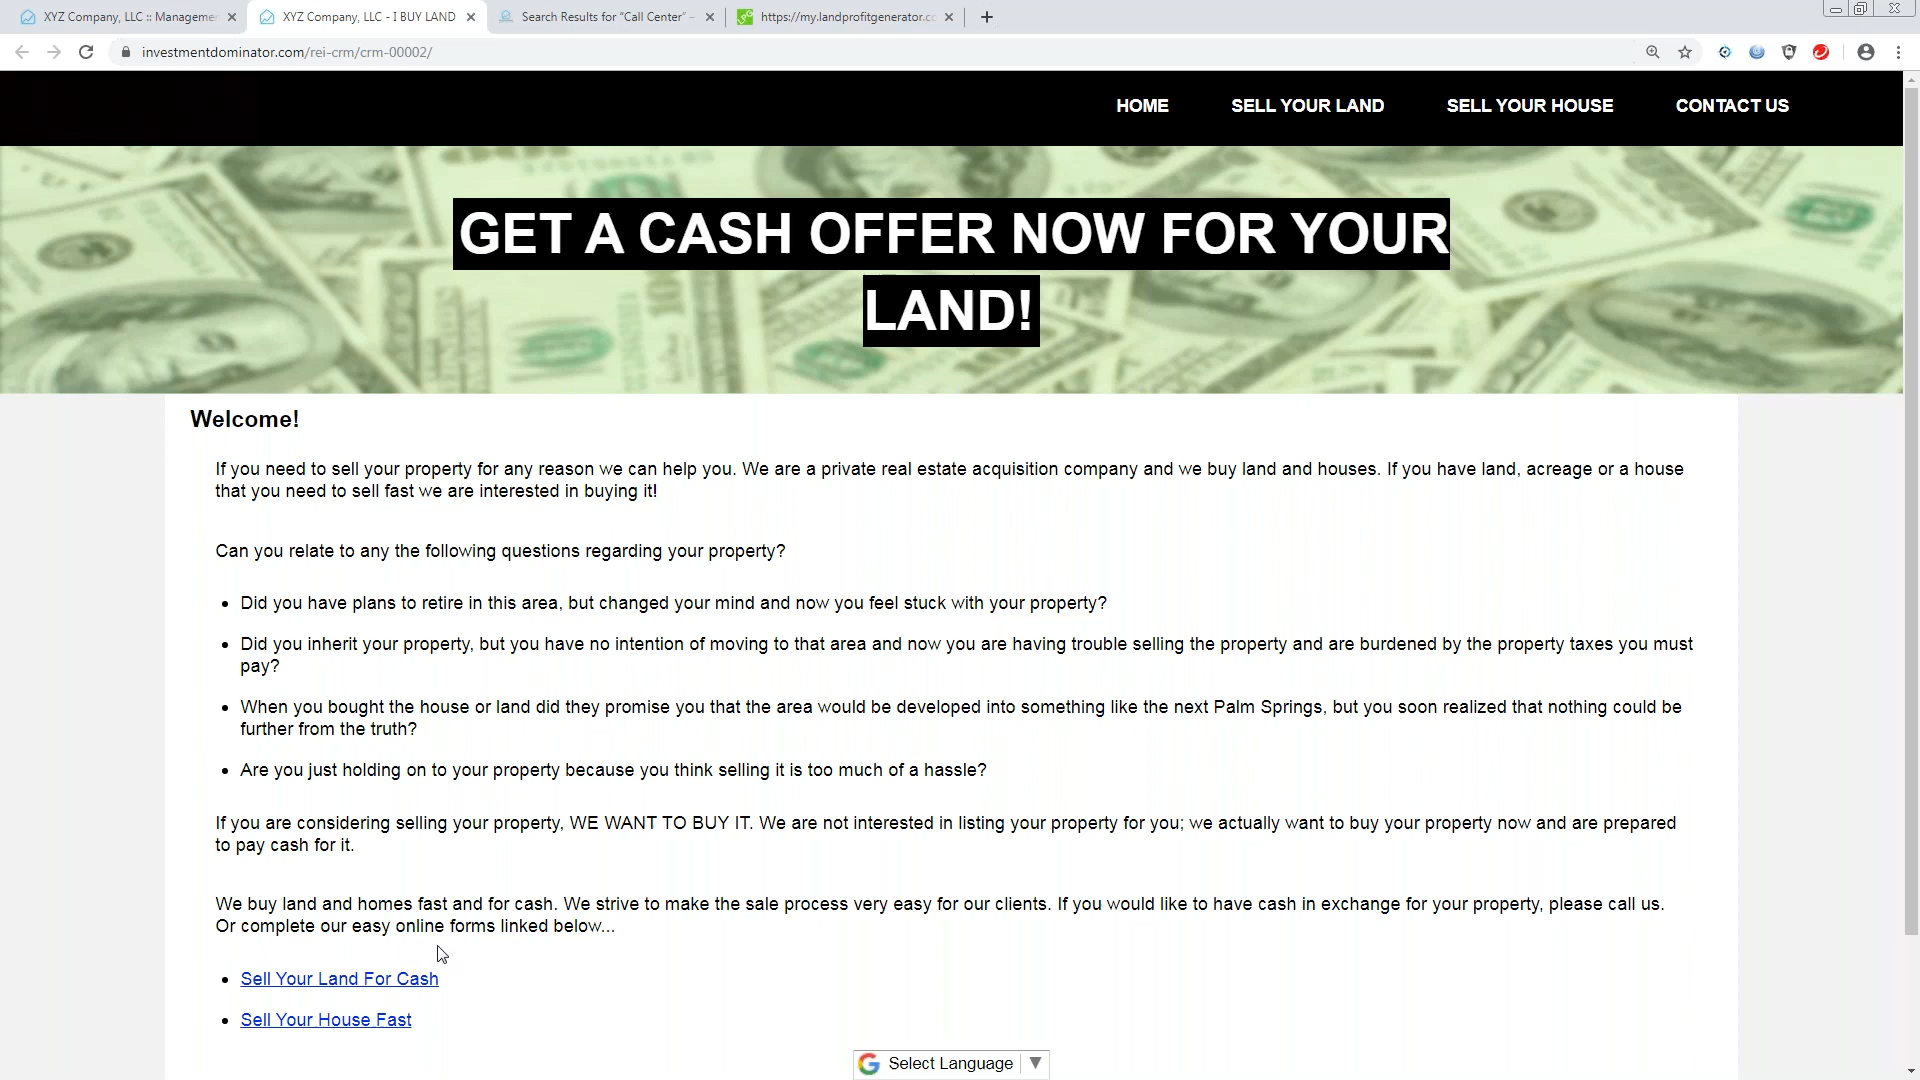 XYZ Company, LLC :: Managemen
XYZ Company, LLC - I BUY LAND
Search Results for "Call Center" –
https://my.landprofitgenerator.cc
investmentdominator.com/rei-crm/crm-00002/
HOME
SELL YOUR LAND
SELL YOUR HOUSE
CONTACT US
GET A CASH OFFER NOW FOR YOUR
LAND!
Welcome!
If you need to sell your property for any reason we can help you. We are a private real estate acquisition company and we buy land and houses. If you have land, acreage or a house
that you need to sell fast we are interested in buying it!
Can you relate to any the following questions regarding your property?
Did you have plans to retire in this area, but changed your mind and now you feel stuck with your property?
Did you inherit your property, but you have no intention of moving to that area and now you are having trouble selling the property and are burdened by the property taxes you must
pay?
When you bought the house or land did they promise you that the area would be developed into something like the next Palm Springs, but you soon realized that nothing could be
further from the truth?
Are you just holding on to your property because you think selling it is too much of a hassle?
If you are considering selling your property, WE WANT TO BUY IT. We are not interested in listing your property for you; we actually want to buy your property now and are prepared
to pay cash for it.
We buy land and homes fast and for cash. We strive to make the sale process very easy for our clients. If you would like to have cash in exchange for your property, please call us.
Or complete our easy online forms linked below...
Sell Your Land For Cash
Sell Your House Fast
Select Language